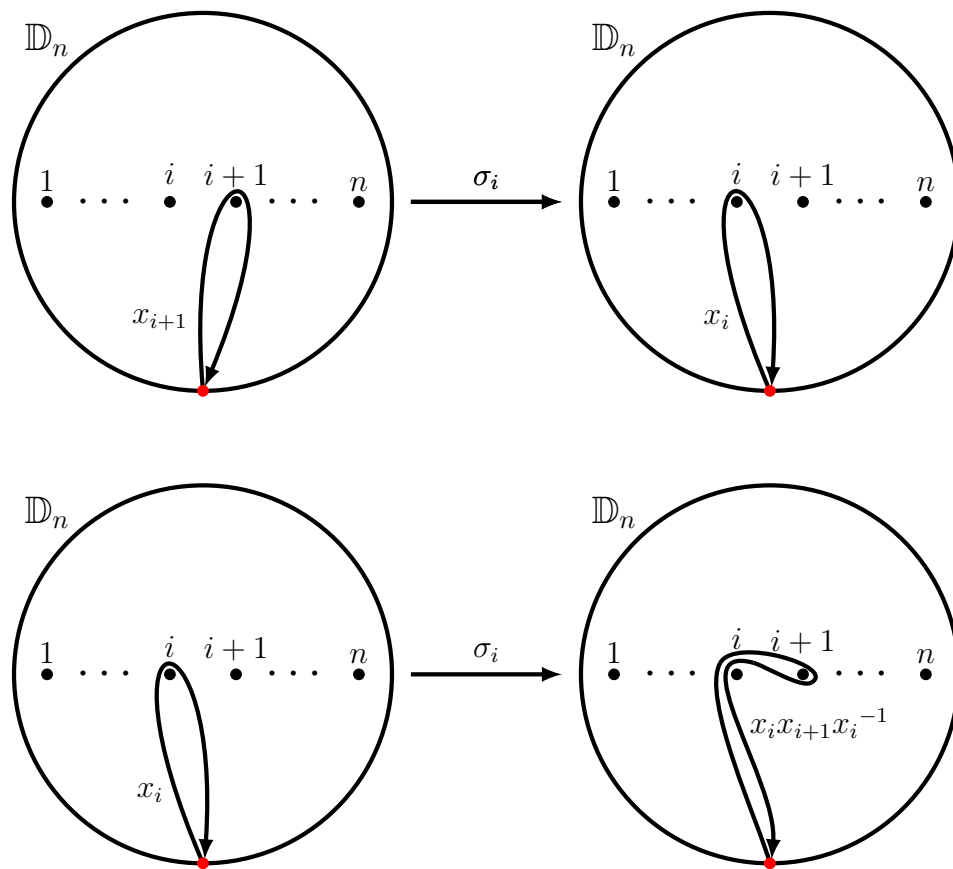 𝔻ₙ 𝔻ₙ
1 · · · i i + 1 · · · n σᵢ 1 · · · i i + 1 · · · n
xᵢ₊₁ xᵢ
𝔻ₙ 𝔻ₙ
1 · · · i i + 1 · · · n σᵢ 1 · · · i i + 1 · · · n
xᵢ xᵢxᵢ₊₁xᵢ⁻¹